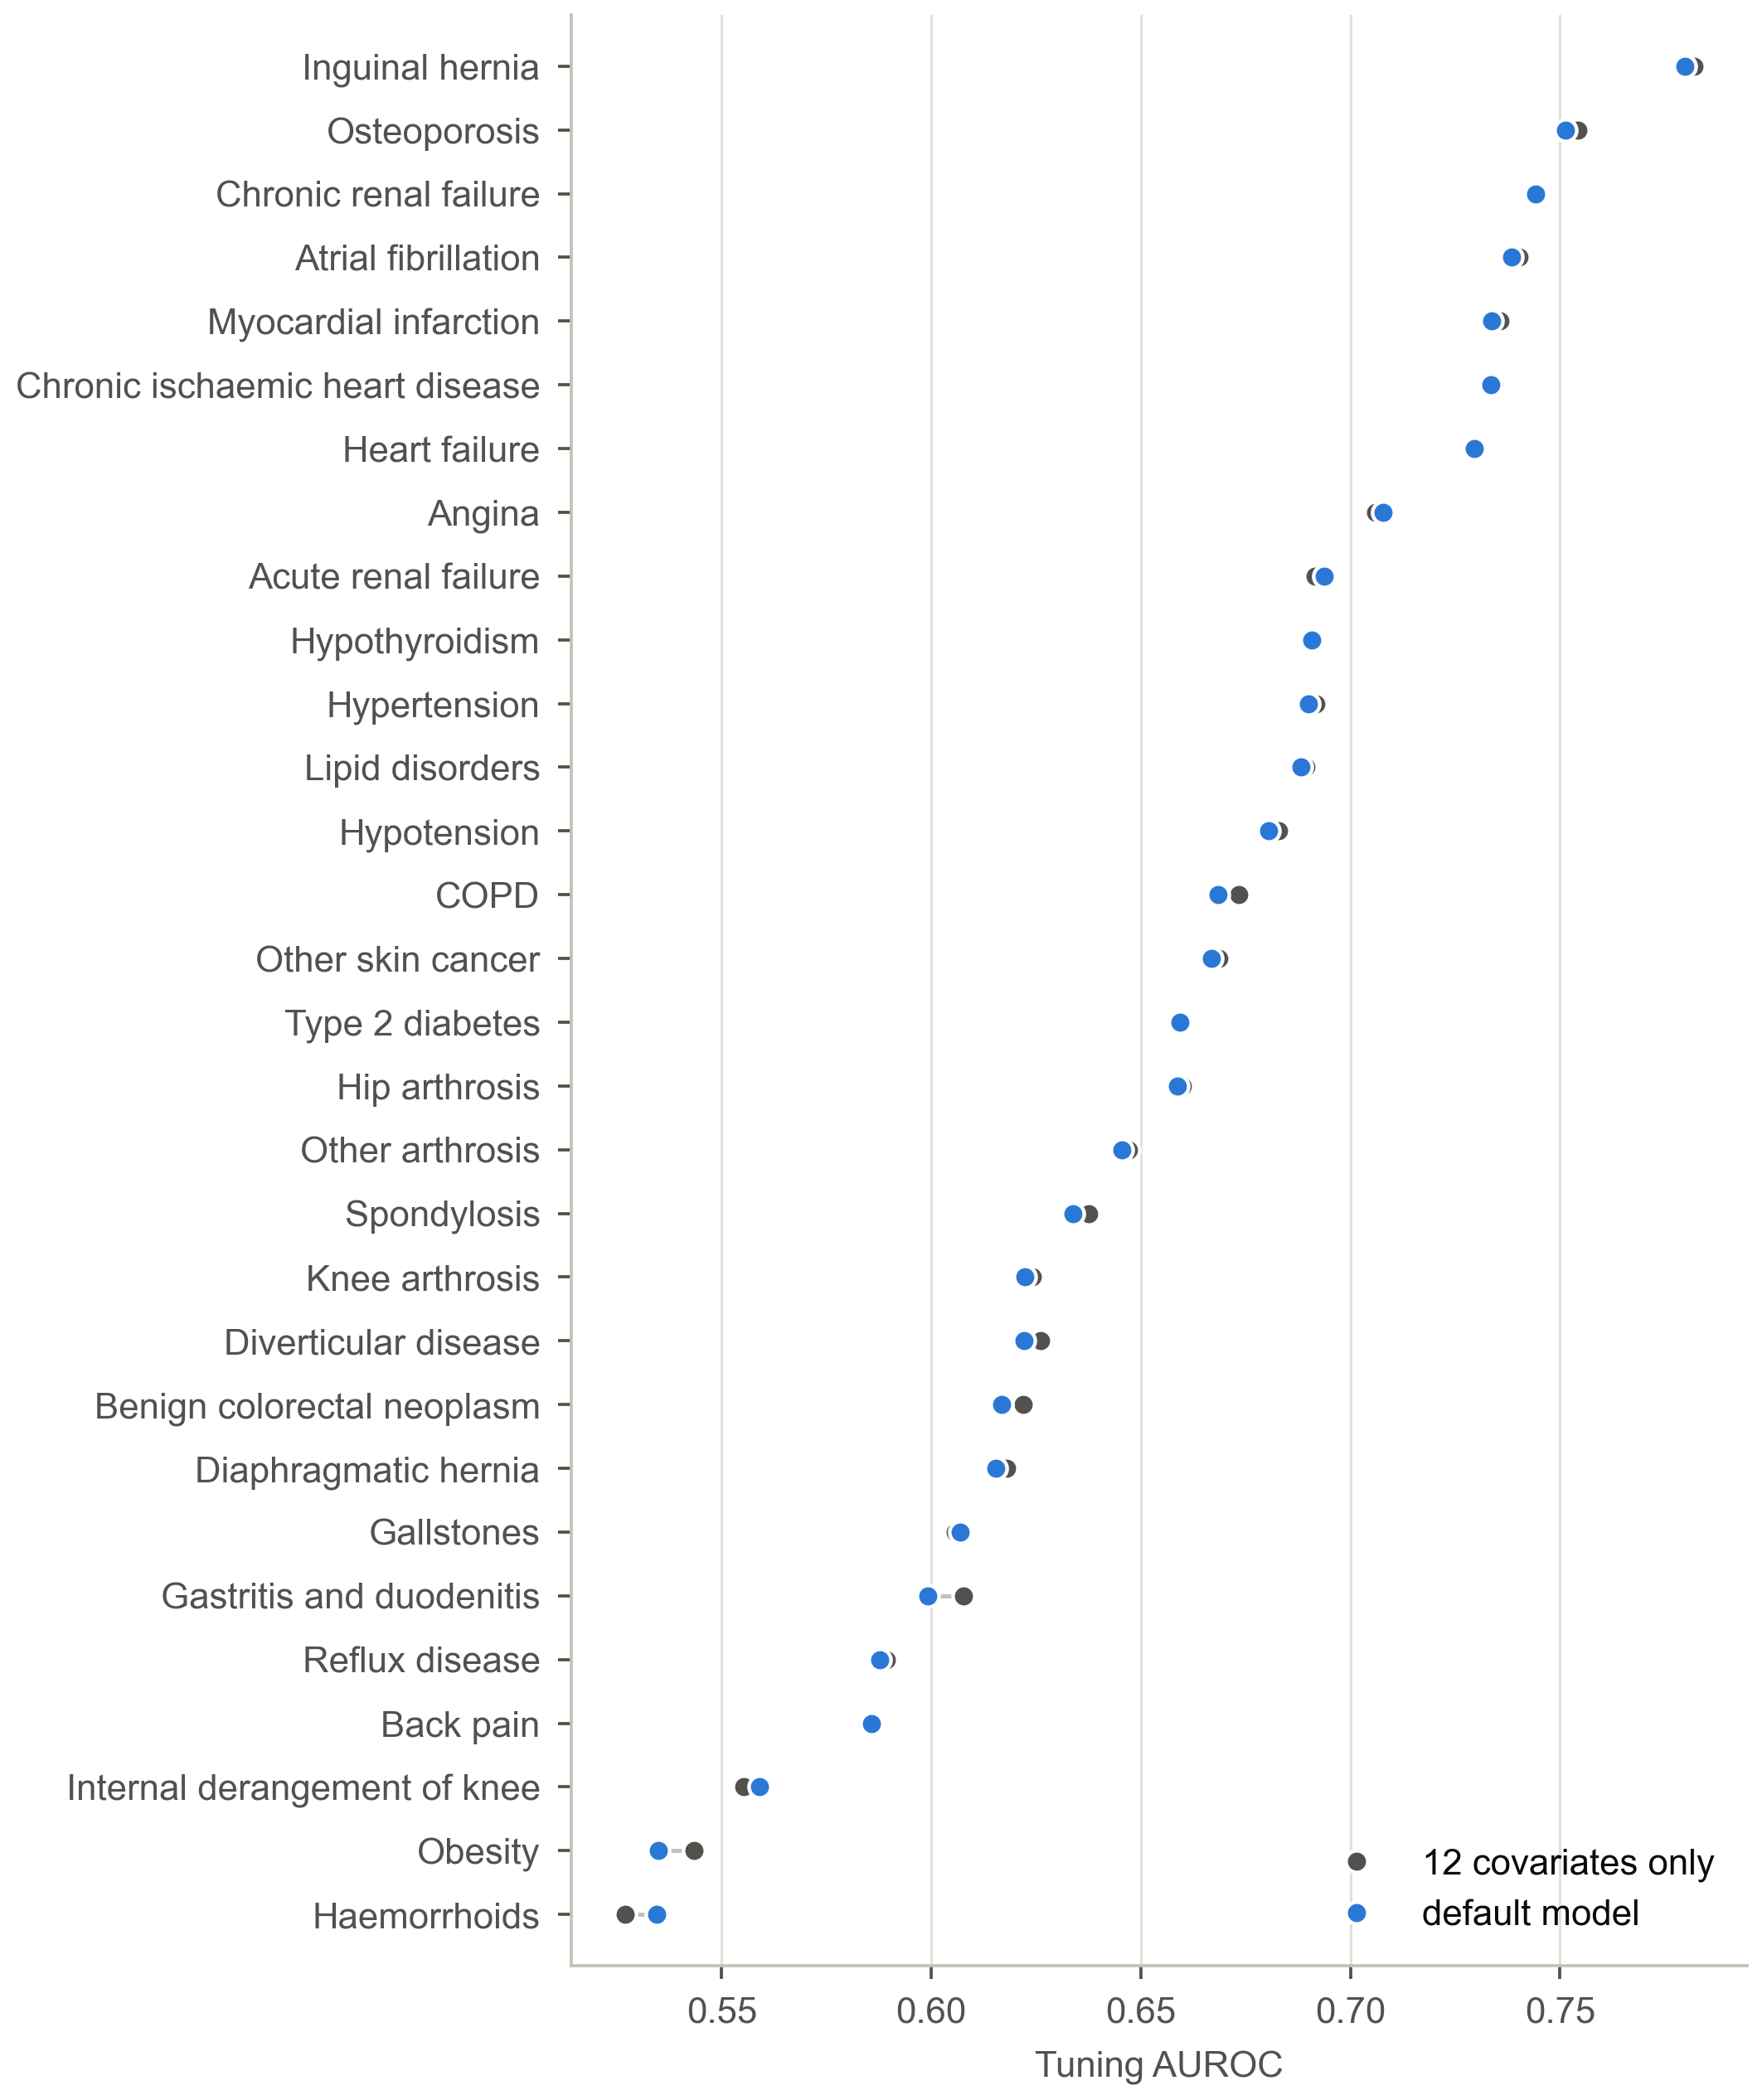 Inguinal hernia
Osteoporosis
Chronic renal failure
Atrial fibrillation
Myocardial infarction
Chronic ischaemic heart disease
Heart failure
Angina
Acute renal failure
Hypothyroidism
Hypertension
Lipid disorders
Hypotension
COPD
Other skin cancer
Type 2 diabetes
Hip arthrosis
Other arthrosis
Spondylosis
Knee arthrosis
Diverticular disease
Benign colorectal neoplasm
Diaphragmatic hernia
Gallstones
Gastritis and duodenitis
Reflux disease
Back pain
Internal derangement of knee
Obesity
Haemorrhoids
12 covariates only
default model
0.55 0.60 0.65 0.70 0.75
Tuning AUROC